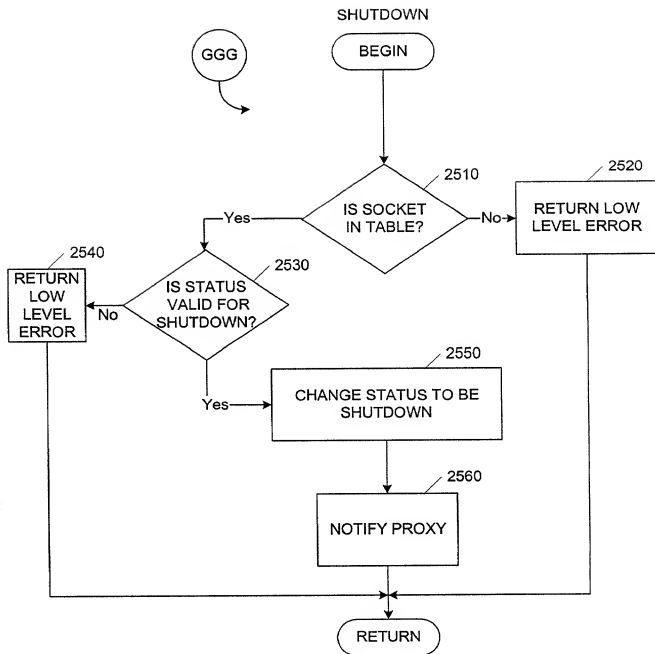 SHUTDOWN
GGG
BEGIN
2510
2520
IS SOCKET
IN TABLE?
Yes
No
RETURN LOW
LEVEL ERROR
2540
2530
RETURN
LOW
LEVEL
ERROR
IS STATUS
VALID FOR
SHUTDOWN?
No
2550
Yes
CHANGE STATUS TO BE
SHUTDOWN
2560
NOTIFY PROXY
RETURN